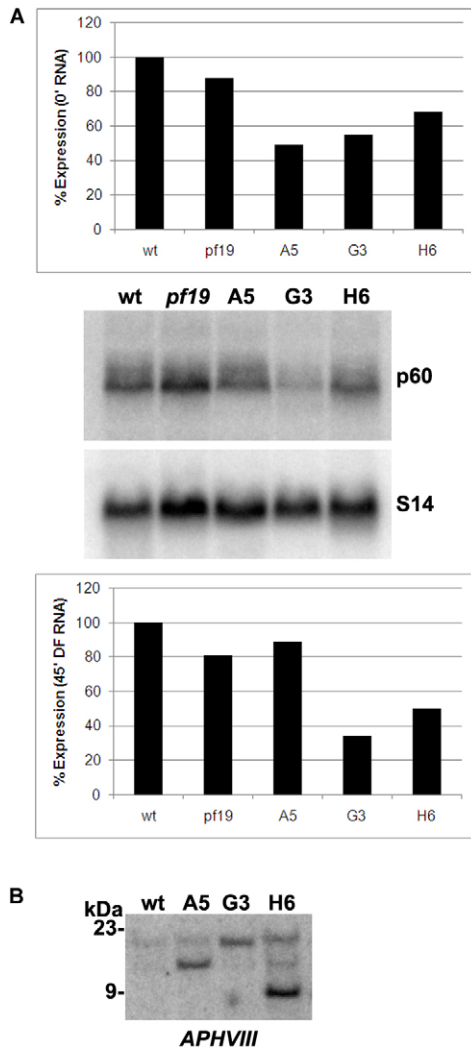 A
% Expression (0' RNA)
120
100
80
60
40
20
0
wt pf19 A5 G3 H6
wt pf19 A5 G3 H6
p60
S14
% Expression (45' DF RNA)
120
100
80
60
40
20
0
wt pf19 A5 G3 H6
B
kDa wt A5 G3 H6
23-
9-
APHVIII